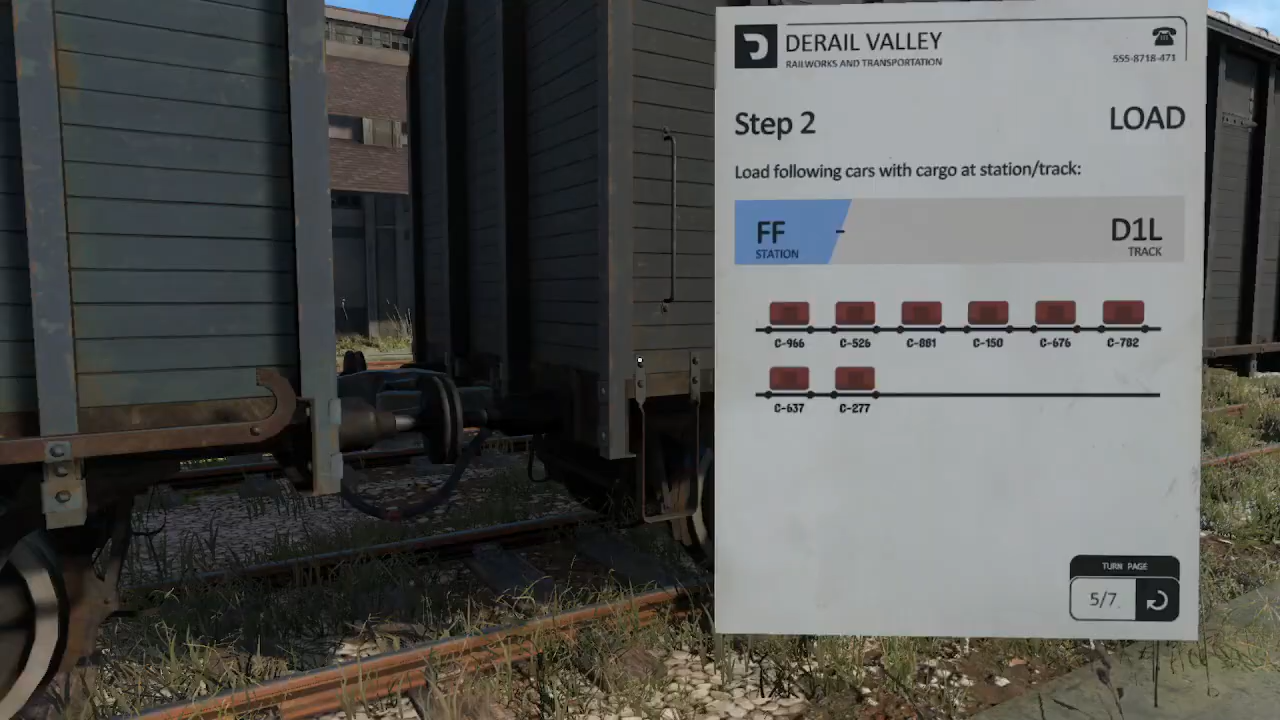 DERAIL VALLEY
RAILWORKS AND TRANSPORTATION
555-8718-471
Step 2
LOAD
Load following cars with cargo at station/track:
FF - D1L
STATION TRACK
C-966 C-526 C-881 C-150 C-676 C-782
C-637 C-277
TURN PAGE
5/7